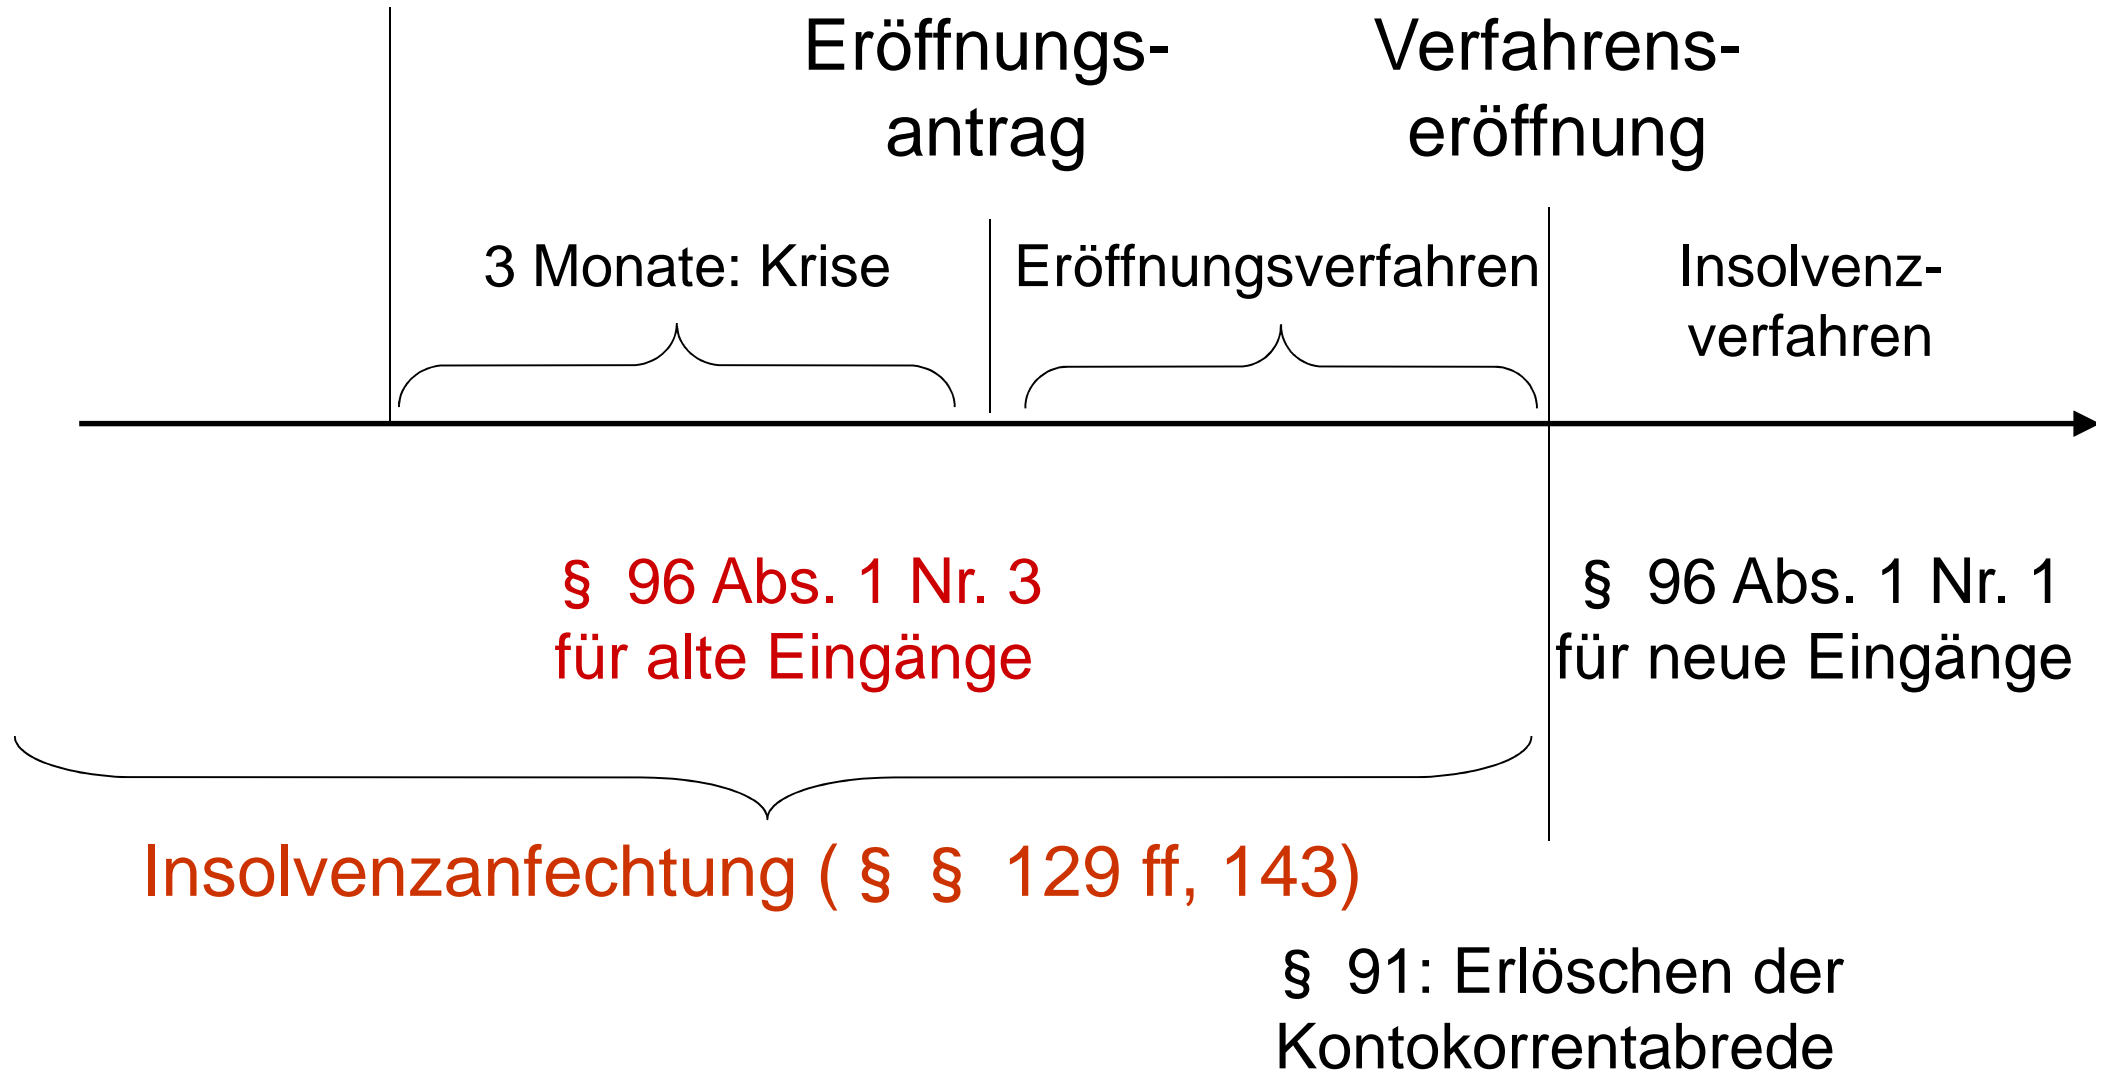 Eröffnungs-
antrag
Verfahrens-
eröffnung
3 Monate: Krise
Eröffnungsverfahren
Insolvenz-
verfahren
§ 96 Abs. 1 Nr. 3
für alte Eingänge
§ 96 Abs. 1 Nr. 1
für neue Eingänge
Insolvenzanfechtung ( § § 129 ff, 143)
§ 91: Erlöschen der
Kontokorrentabrede